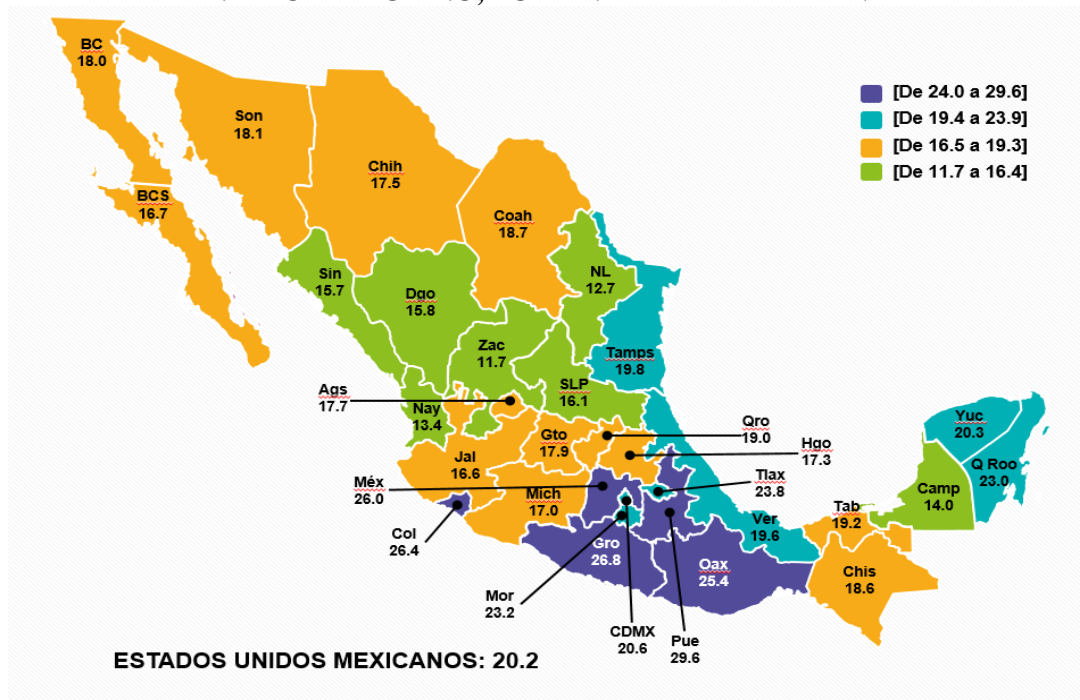 BC
18.0
Son
18.1
[De 24.0 a 29.6]
[De 19.4 a 23.9]
[De 16.5 a 19.3]
[De 11.7 a 16.4]
Chih
17.5
BCS
16.7
Coah
18.7
Sin
15.7
NL
12.7
Dgo
15.8
Zac
11.7
Tamps
19.8
SLP
16.1
Ags
17.7
Nay
13.4
Qro
19.0
Yuc
20.3
Gto
17.9
Hgo
17.3
Jal
16.6
Q Roo
23.0
Méx
26.0
Tlax
23.8
Mich
17.0
Camp
14.0
Tab
19.2
Ver
19.6
Col
26.4
Gro
26.8
Oax
25.4
Chis
18.6
Mor
23.2
CDMX
20.6
Pue
29.6
ESTADOS UNIDOS MEXICANOS: 20.2